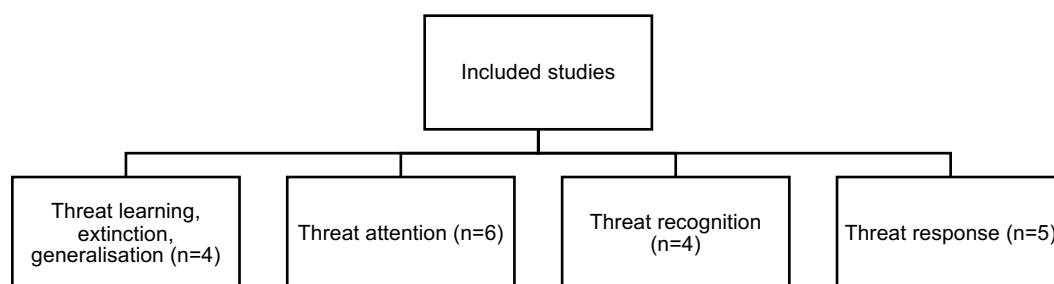 Included studies
Threat learning,
extinction,
generalisation (n=4)
Threat attention (n=6)
Threat recognition
(n=4)
Threat response (n=5)